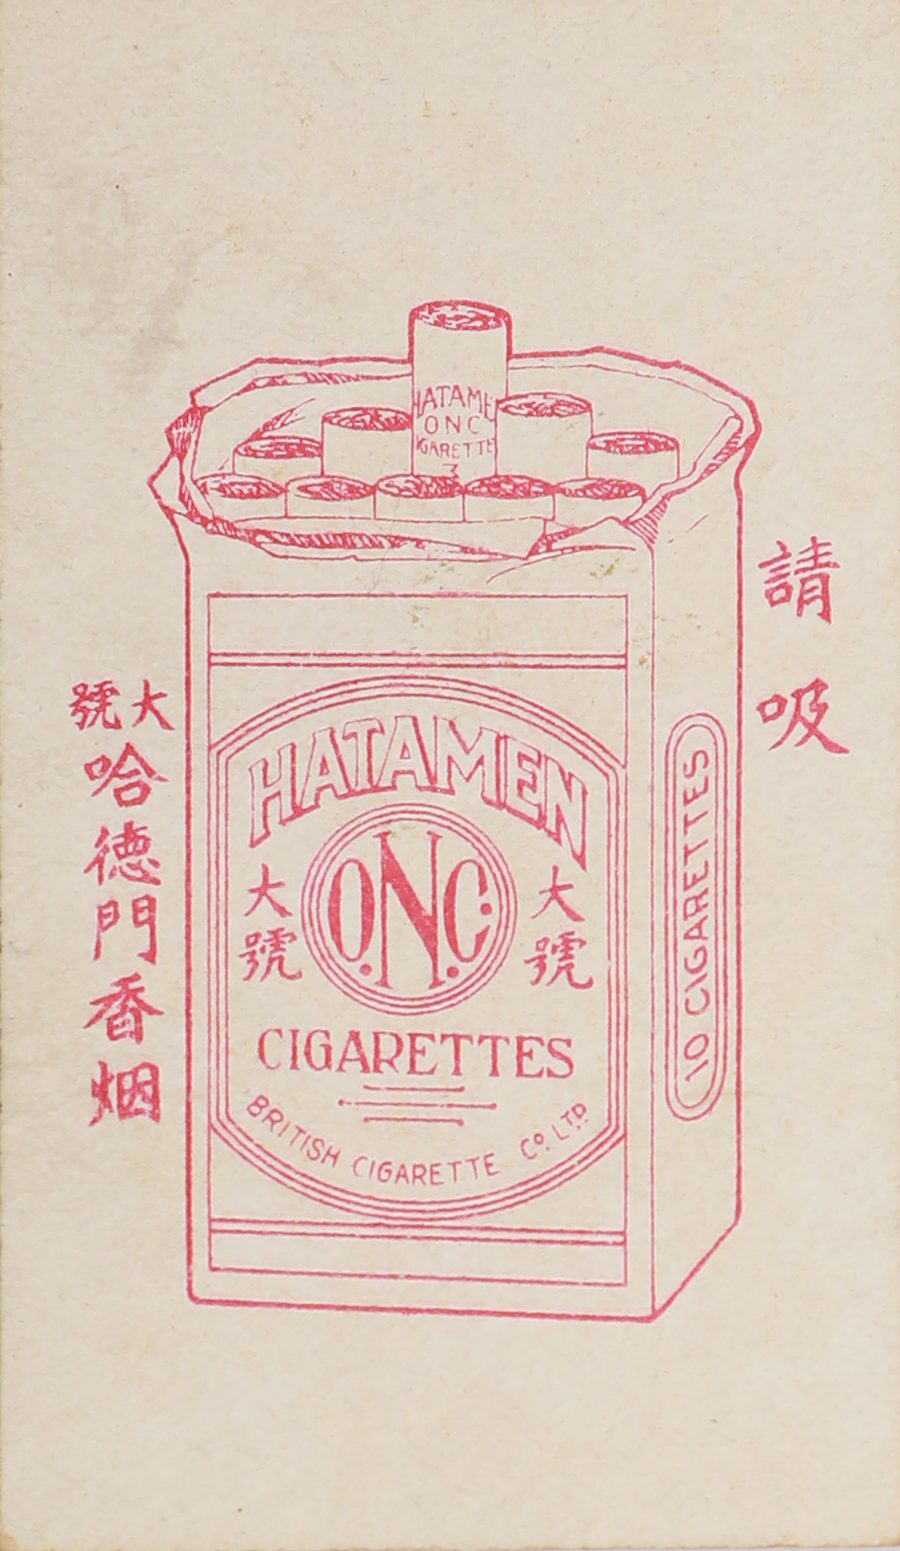 請吸
大號
哈德門香烟
HATAMEN
ONC
CIGARETTE
HATAMEN
O.N.C.
大號
大號
CIGARETTES
BRITISH CIGARETTE Co. LTD.
10 CIGARETTES